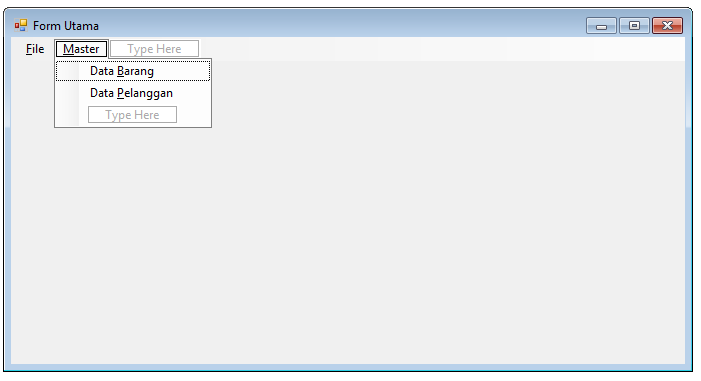 Form Utama
File Master Type Here
Data Barang
Data Pelanggan
Type Here